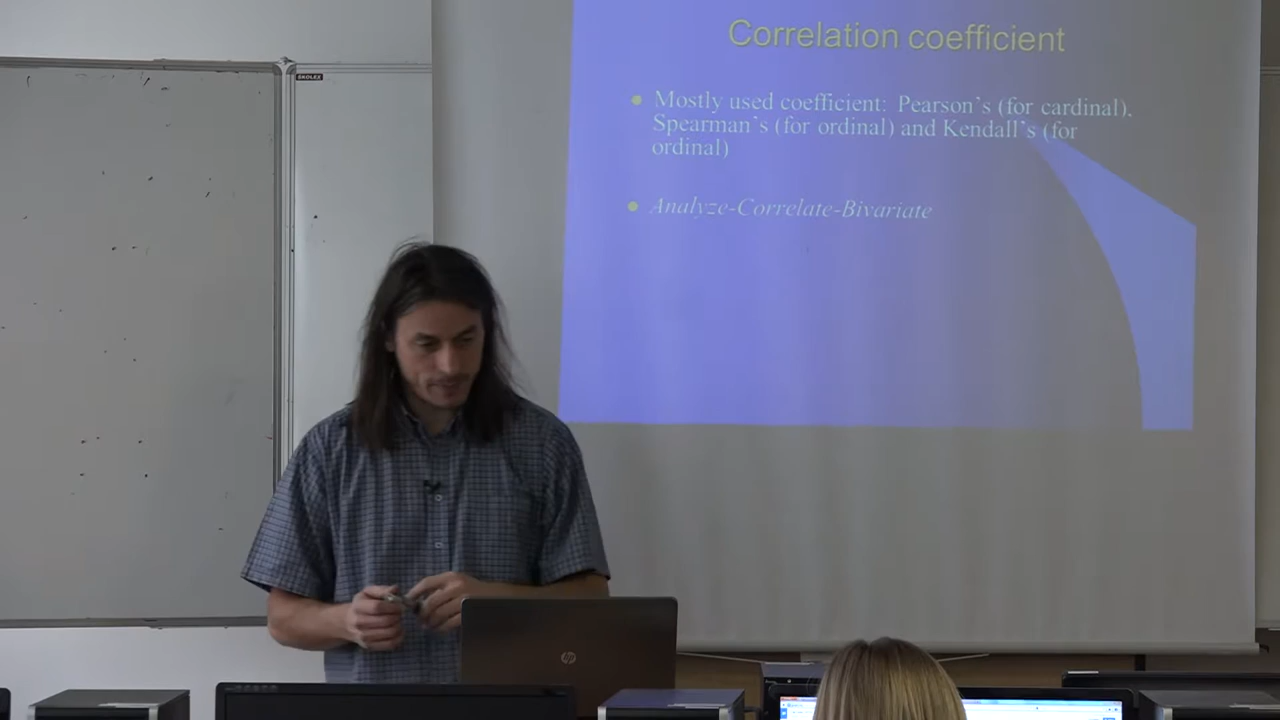 Correlation coefficient
SKOLEX
• Mostly used coefficient: Pearson`s (for cardinal),
Spearman`s (for ordinal) and Kendall`s (for
ordinal)
• Analyze-Correlate-Bivariate
hp